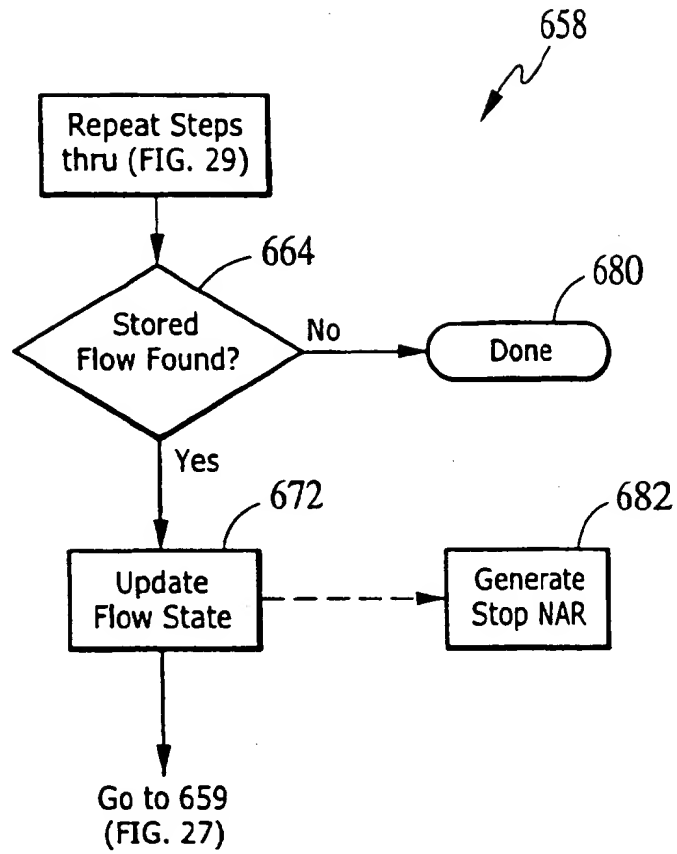 658
Repeat Steps
thru (FIG. 29)
664
Stored
Flow Found?
No
680
Done
Yes
672
Update
Flow State
682
Generate
Stop NAR
Go to 659
(FIG. 27)